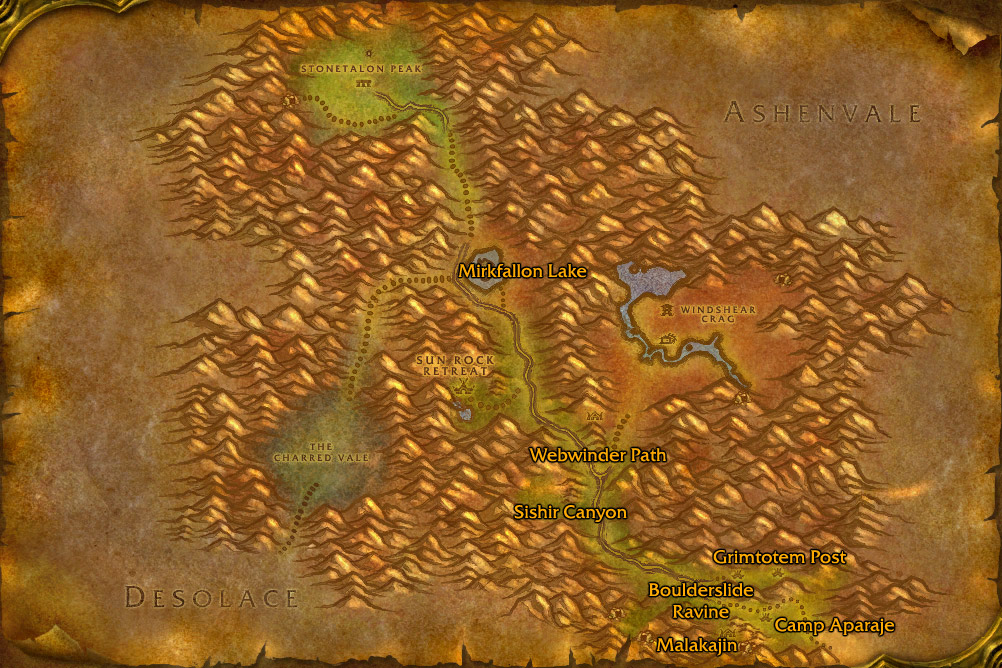 STONETALON PEAK
ASHENVALE
Mirkfallon Lake
WINDSHEAR
CRAG
SUN ROCK
RETREAT
THE
CHARRED VALE
Webwinder Path
Sishir Canyon
Grimtotem Post
Boulderslide
Ravine
DESOLACE
Camp Aparaje
Malakajin